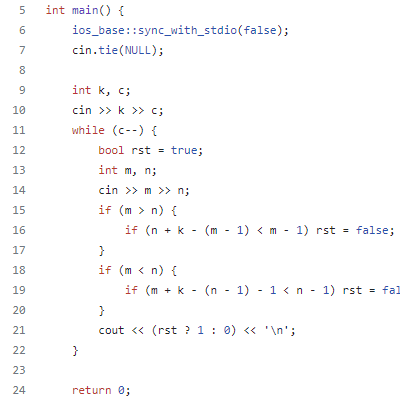 5 int main() {
6 ios_base::sync_with_stdio(false);
7 cin.tie(NULL);
8
9 int k, c;
10 cin >> k >> c;
11 while (c--) {
12 bool rst = true;
13 int m, n;
14 cin >> m >> n;
15 if (m > n) {
16 if (n + k - (m - 1) < m - 1) rst = false;
17 }
18 if (m < n) {
19 if (m + k - (n - 1) - 1 < n - 1) rst = fal
20 }
21 cout << (rst ? 1 : 0) << '\n';
22 }
23
24 return 0;